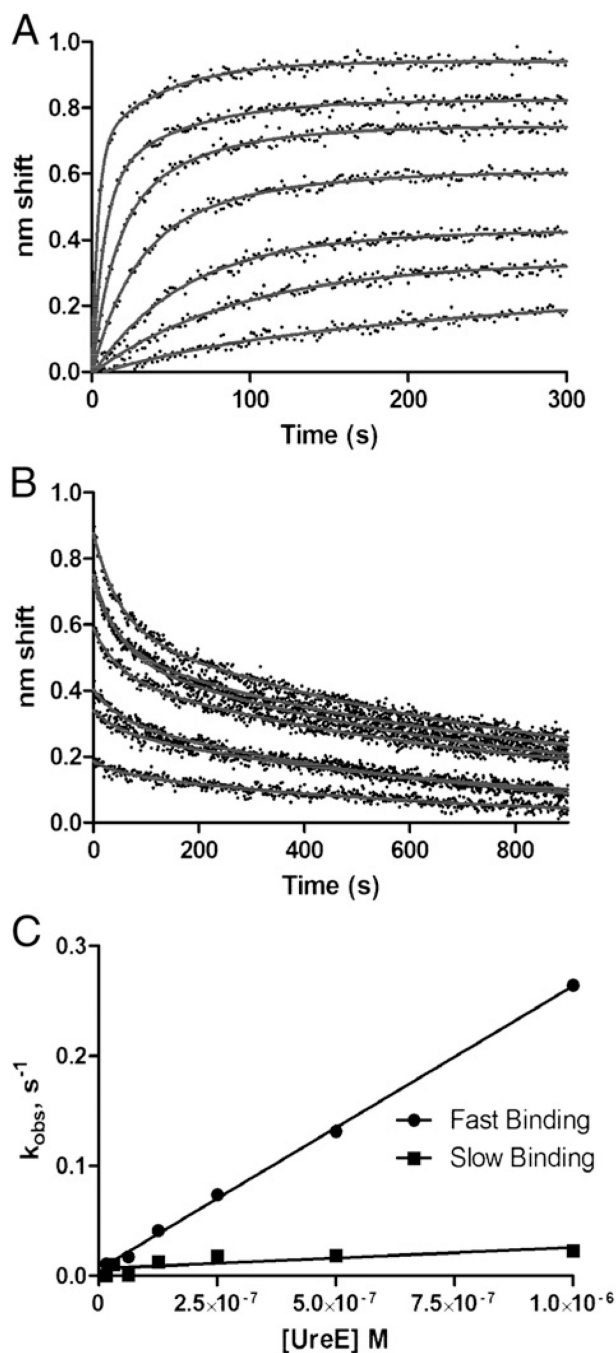 A
nm shift
1.0
0.8
0.6
0.4
0.2
0.0
0 100 200 300
Time (s)
B
nm shift
1.0
0.8
0.6
0.4
0.2
0.0
0 200 400 600 800
Time (s)
C
kobs, s-1
0.3
0.2
0.1
0.0
Fast Binding
Slow Binding
0 2.5×10-7 5.0×10-7 7.5×10-7 1.0×10-6
[UreE] M